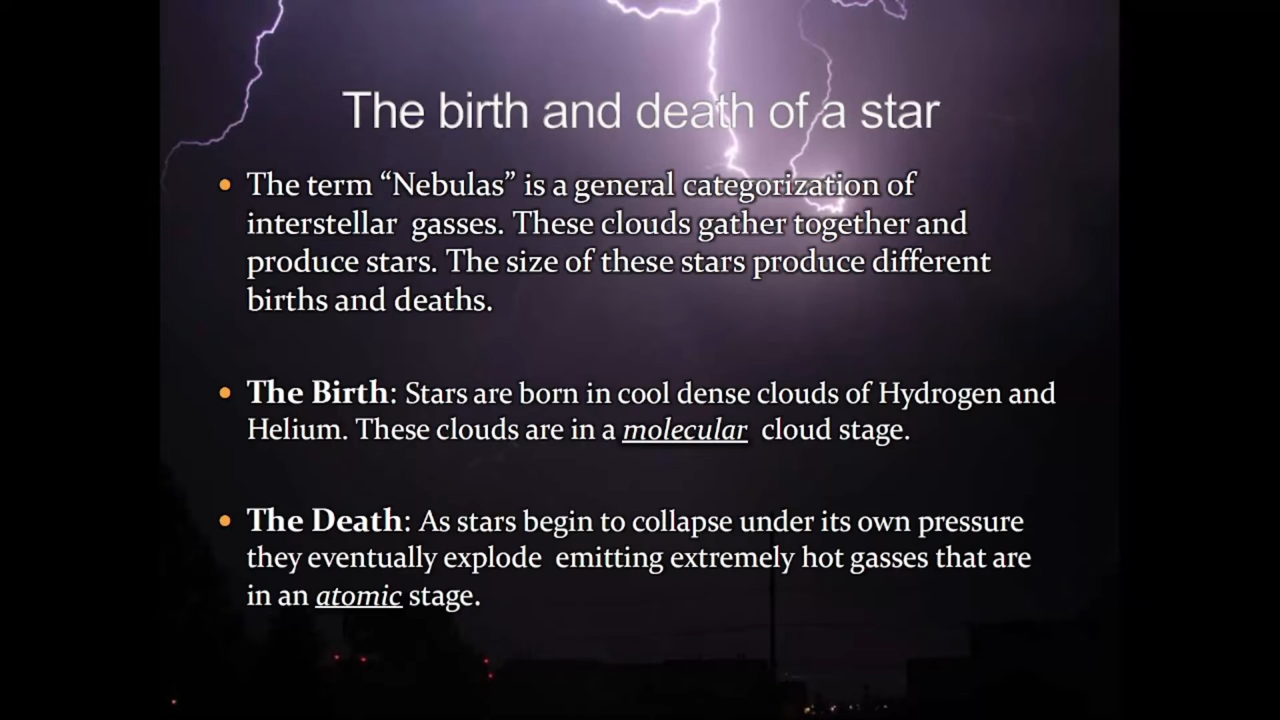 The birth and death of a star
• The term “Nebulas” is a general categorization of
interstellar gasses. These clouds gather together and
produce stars. The size of these stars produce different
births and deaths.
• The Birth: Stars are born in cool dense clouds of Hydrogen and
Helium. These clouds are in a molecular cloud stage.
• The Death: As stars begin to collapse under its own pressure
they eventually explode emitting extremely hot gasses that are
in an atomic stage.